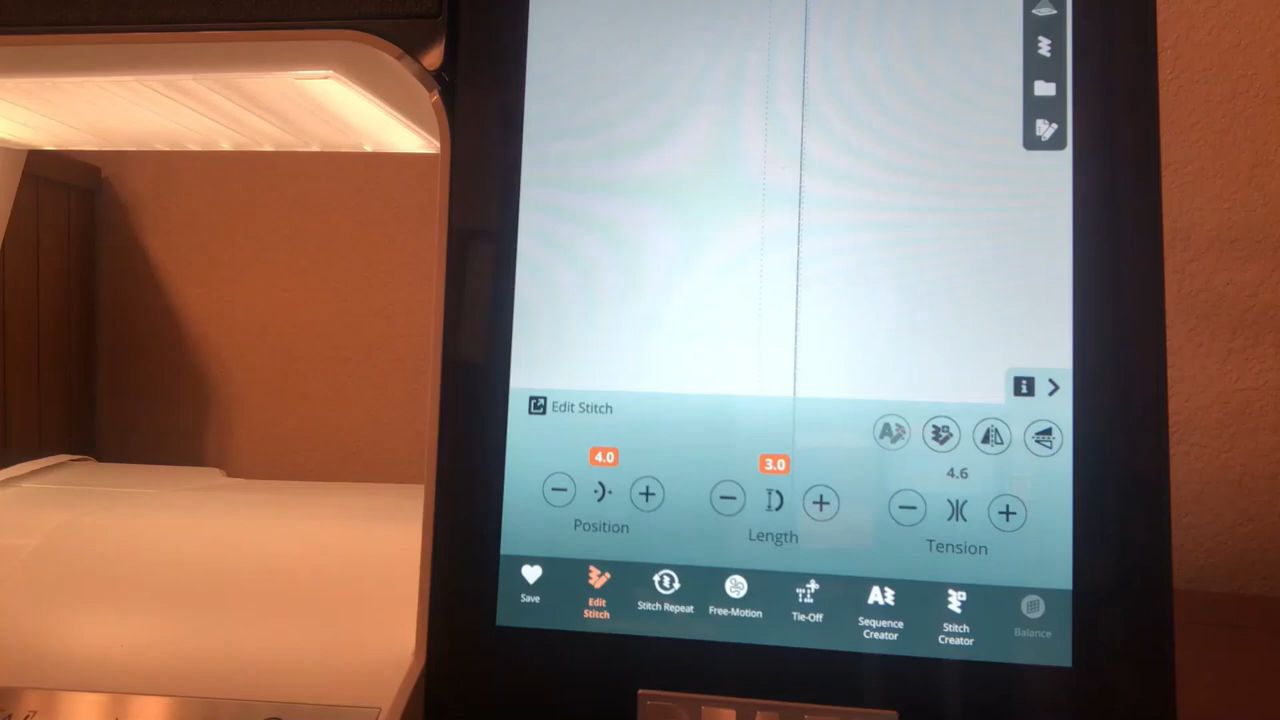 Edit Stitch
4.0
3.0
4.6
Position
Length
Tension
Save
Edit
Stitch
Stitch Repeat
Free-Motion
Tie-Off
Sequence
Creator
Stitch
Creator
Balance